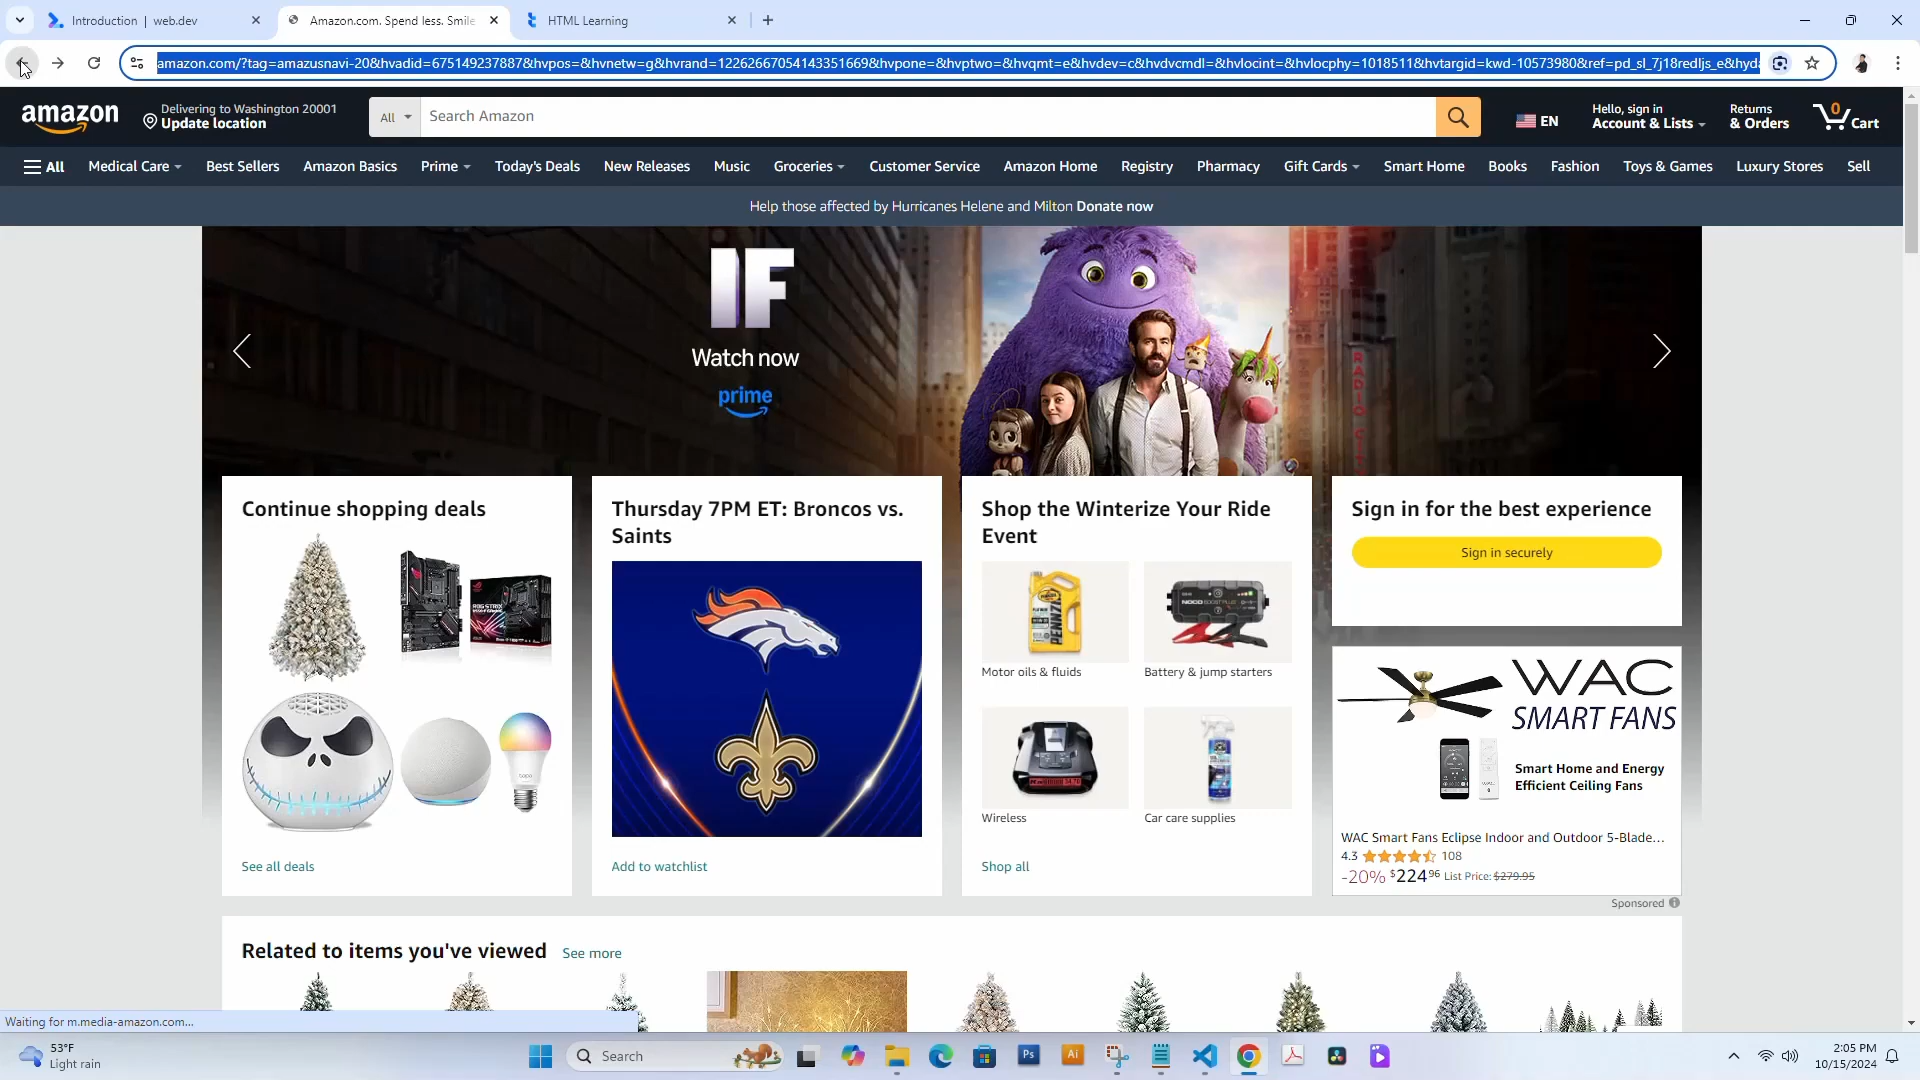 Introduction | web.dev
Amazon.com. Spend less. Smile
HTML Learning
amazon.com/?tag=amazusnavi-20&hvadid=675149237887&hvpos=&hvnetw=g&hvrand=12262667054143351669&hvpone=&hvptwo=&hvqmt=e&hvdev=c&hvdvcmdl=&hvlocint=&hvlocphy=1018511&hvtargid=kwd-10573980&ref=pd_sl_7j18redljs_e&hyd
amazon
Delivering to Washington 20001
Update location
All
Search Amazon
EN
Hello, sign in
Account & Lists
Returns
& Orders
0
Cart
All Medical Care Best Sellers Amazon Basics Prime Today's Deals New Releases Music Groceries Customer Service Amazon Home Registry Pharmacy Gift Cards Smart Home Books Fashion Toys & Games Luxury Stores Sell
Help those affected by Hurricanes Helene and Milton Donate now
IF
Watch now
prime
RADIO CIT
Continue shopping deals
See all deals
Thursday 7PM ET: Broncos vs.
Saints
Add to watchlist
Shop the Winterize Your Ride
Event
PENNZ
NOCO BOOST PLUS
Motor oils & fluids
Battery & jump starters
Wireless
Car care supplies
Shop all
Sign in for the best experience
Sign in securely
WAC
SMART FANS
Smart Home and Energy
Efficient Ceiling Fans
WAC Smart Fans Eclipse Indoor and Outdoor 5-Blade...
4.3 108
-20% $224 96 List Price: $279.95
Sponsored
Related to items you've viewed See more
Waiting for m.media-amazon.com...
53°F
Light rain
Search
Ps
Ai
2:05 PM
10/15/2024